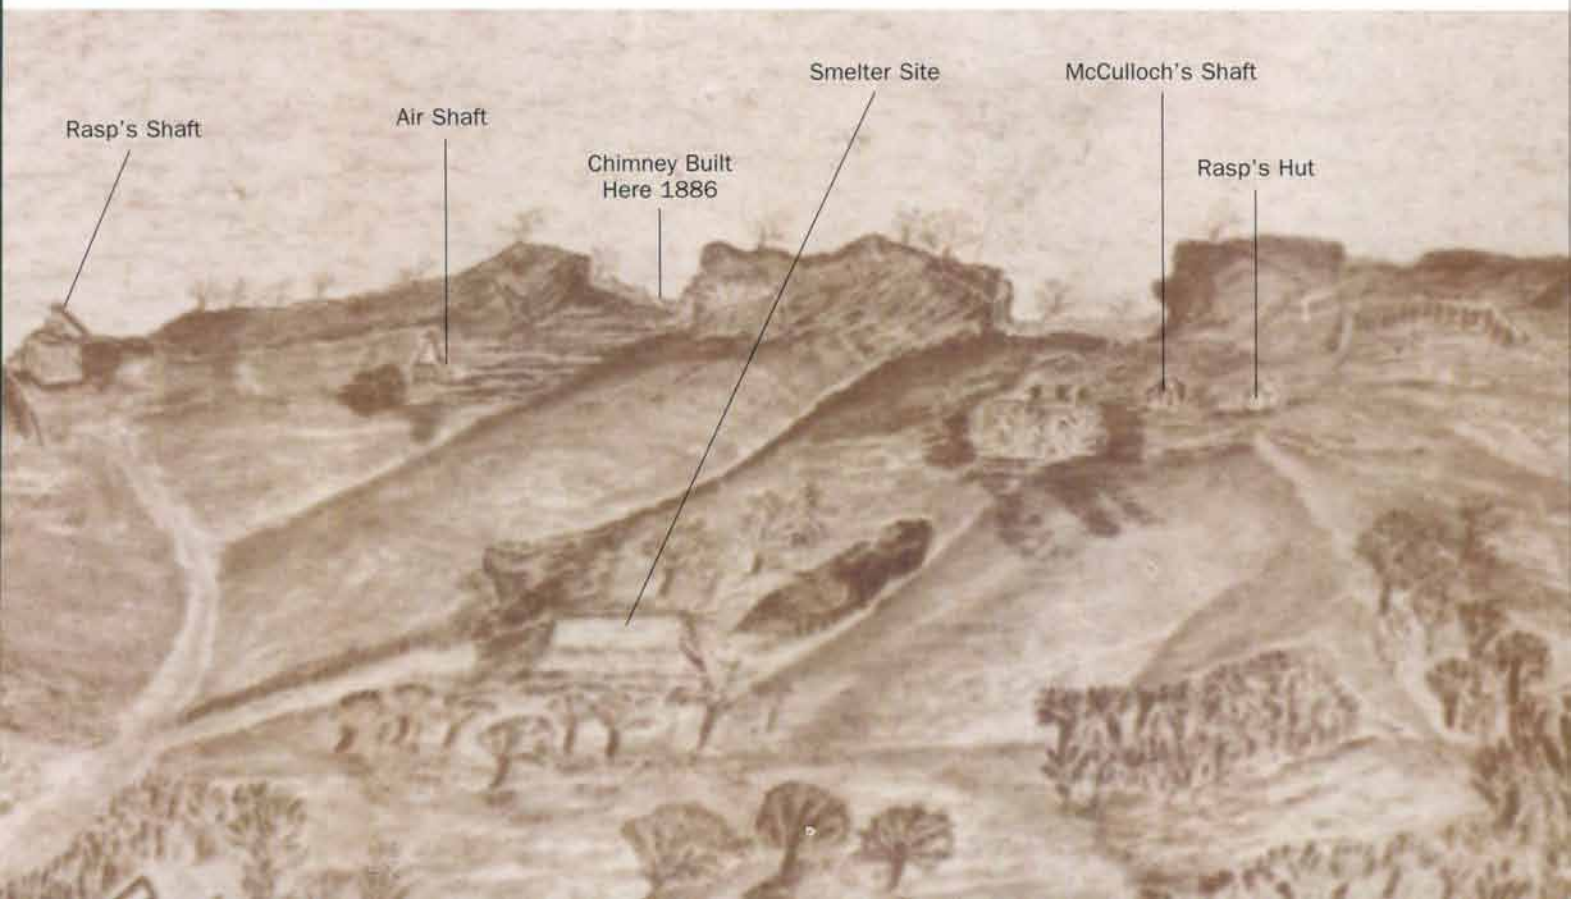 Smelter Site
McCulloch's Shaft
Air Shaft
Rasp's Shaft
Chimney Built
Here 1886
Rasp's Hut